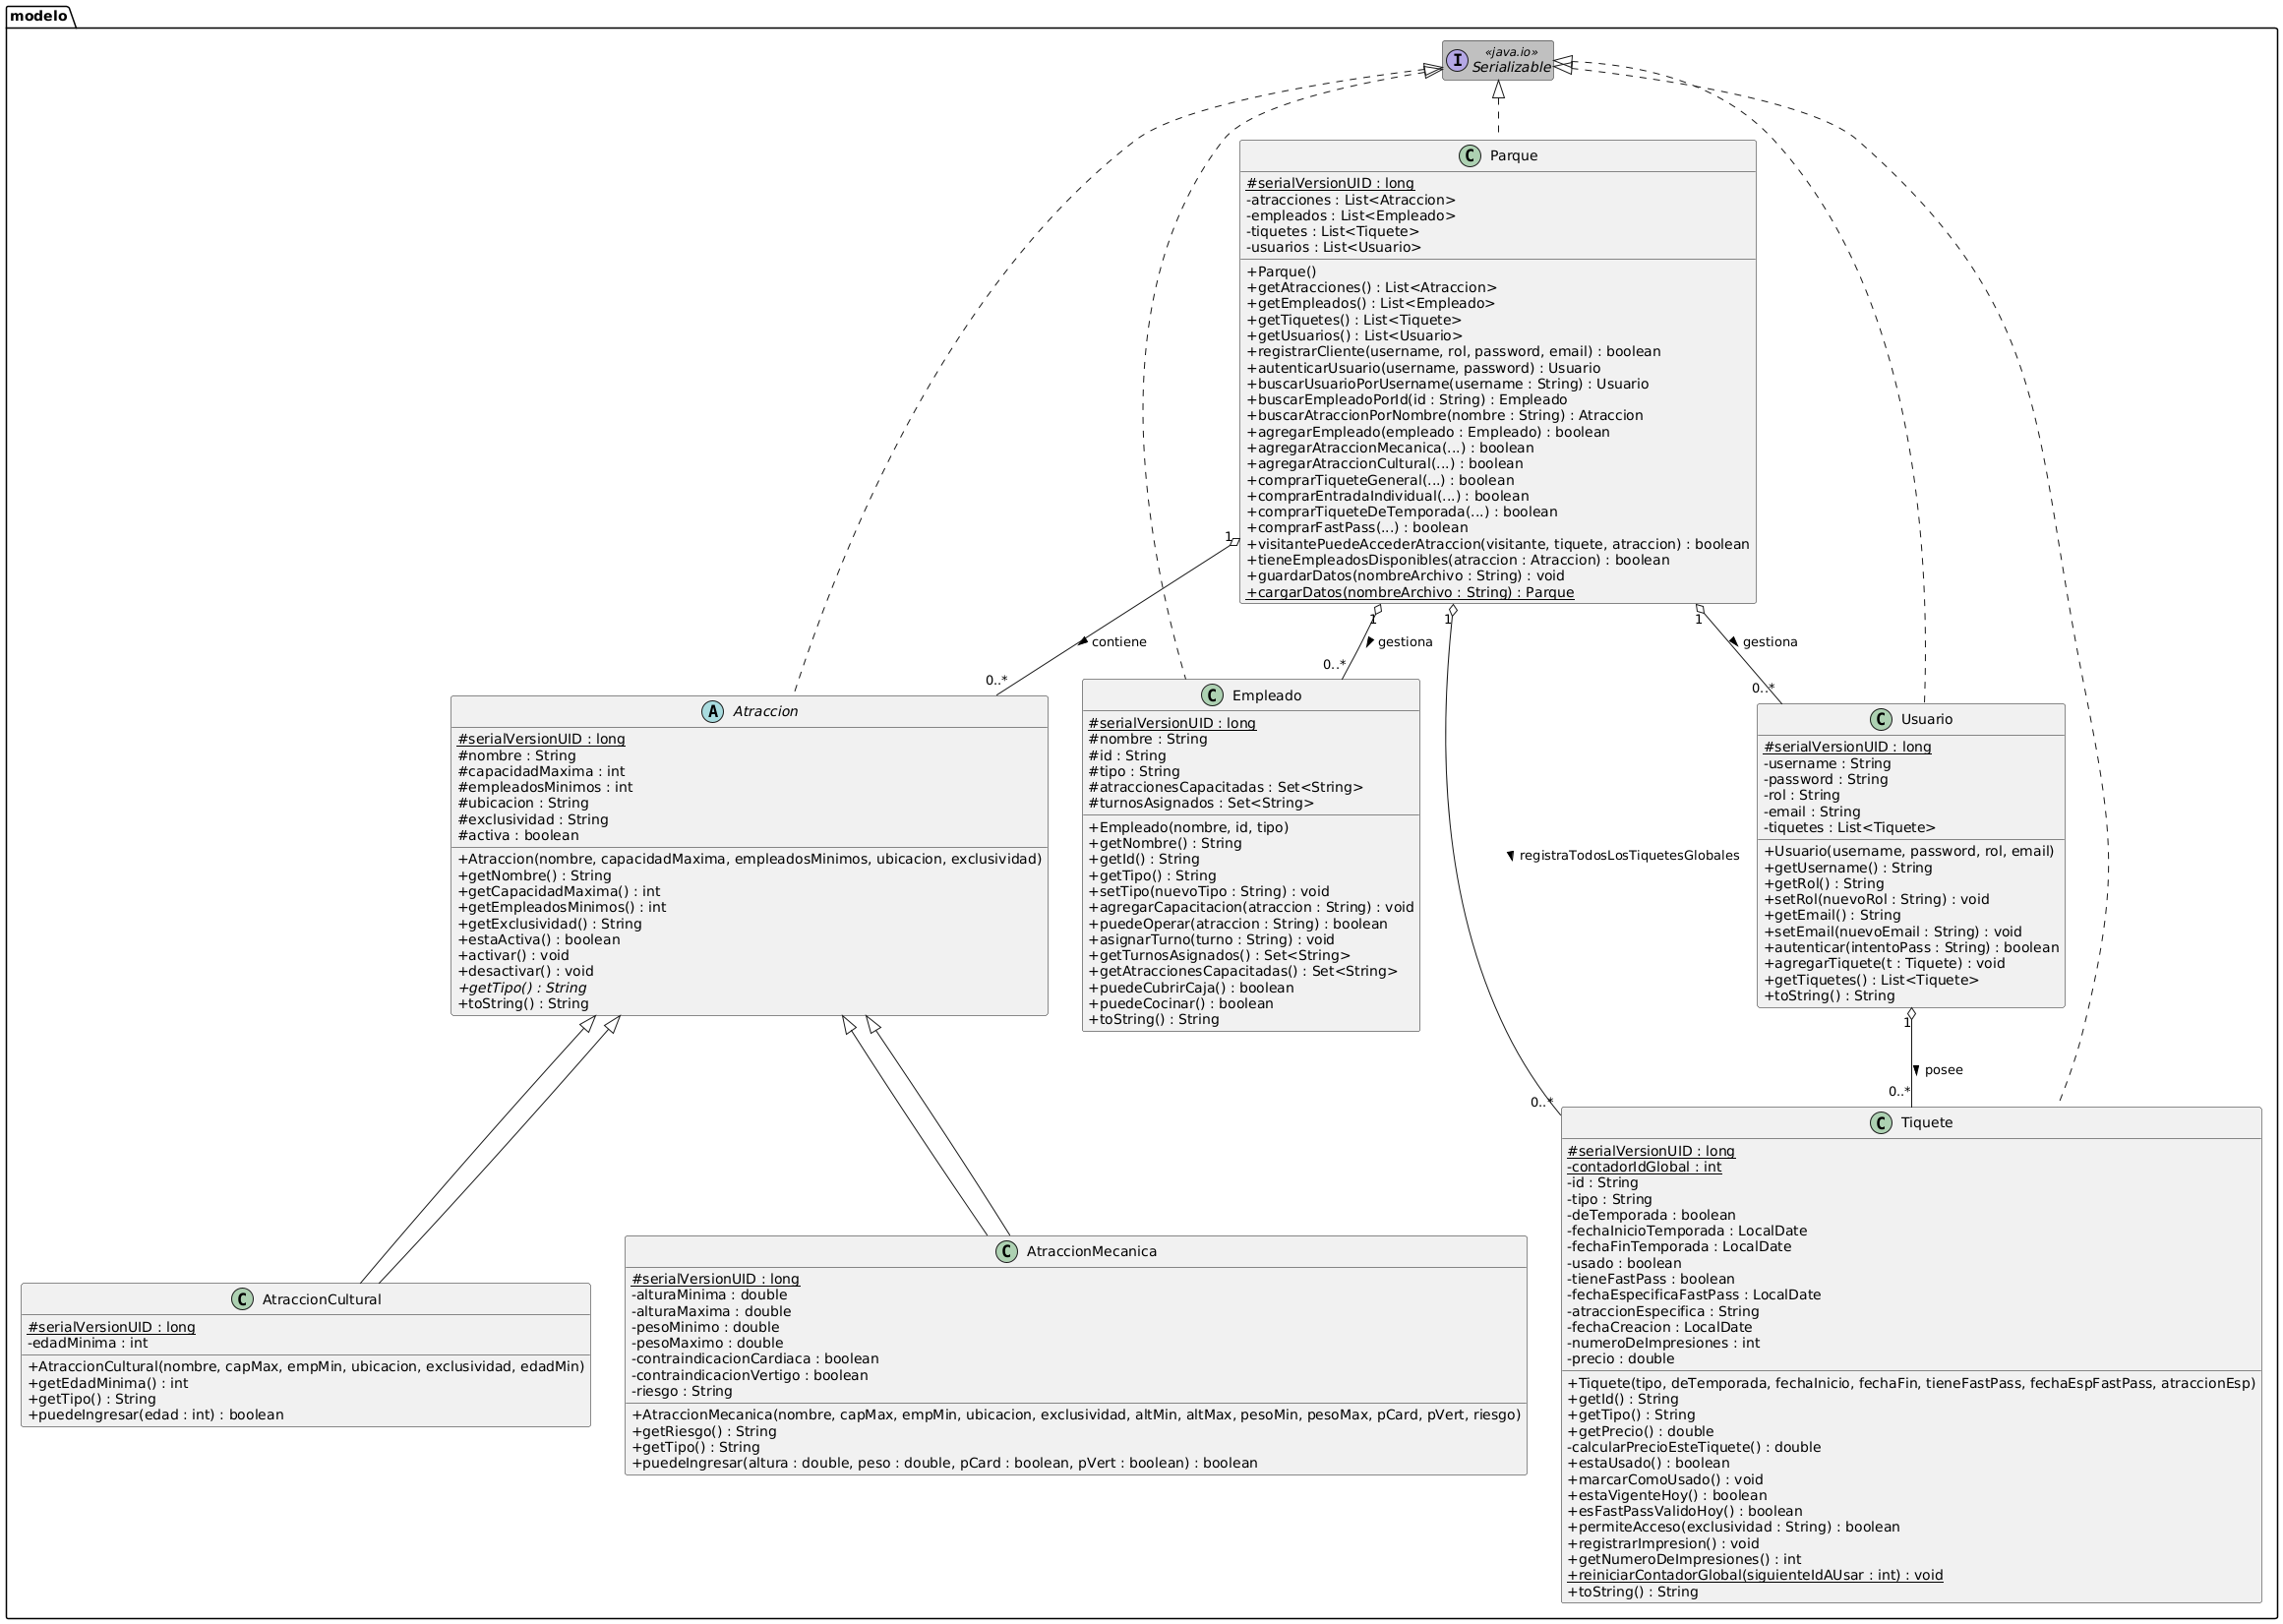 modelo
I
«java.io»
Serializable
C
Parque
#serialVersionUID : long
-atracciones : List<Atraccion>
-empleados : List<Empleado>
-tiquetes : List<Tiquete>
-usuarios : List<Usuario>
+Parque()
+getAtracciones() : List<Atraccion>
+getEmpleados() : List<Empleado>
+getTiquetes() : List<Tiquete>
+getUsuarios() : List<Usuario>
+registrarCliente(username, rol, password, email) : boolean
+autenticarUsuario(username, password) : Usuario
+buscarUsuarioPorUsername(username : String) : Usuario
+buscarEmpleadoPorId(id : String) : Empleado
+buscarAtraccionPorNombre(nombre : String) : Atraccion
+agregarEmpleado(empleado : Empleado) : boolean
+agregarAtraccionMecanica(...) : boolean
+agregarAtraccionCultural(...) : boolean
+comprarTiqueteGeneral(...) : boolean
+comprarEntradaIndividual(...) : boolean
+comprarTiqueteDeTemporada(...) : boolean
+comprarFastPass(...) : boolean
+visitantePuedeAccederAtraccion(visitante, tiquete, atraccion) : boolean
+tieneEmpleadosDisponibles(atraccion : Atraccion) : boolean
+guardarDatos(nombreArchivo : String) : void
+cargarDatos(nombreArchivo : String) : Parque
1
1
1
1
contiene
gestiona
gestiona
0..*
0..*
0..*
A
Atraccion
#serialVersionUID : long
#nombre : String
#capacidadMaxima : int
#empleadosMinimos : int
#ubicacion : String
#exclusividad : String
#activa : boolean
+Atraccion(nombre, capacidadMaxima, empleadosMinimos, ubicacion, exclusividad)
+getNombre() : String
+getCapacidadMaxima() : int
+getEmpleadosMinimos() : int
+getExclusividad() : String
+estaActiva() : boolean
+activar() : void
+desactivar() : void
+getTipo() : String
+toString() : String
C
Empleado
#serialVersionUID : long
#nombre : String
#id : String
#tipo : String
#atraccionesCapacitadas : Set<String>
#turnosAsignados : Set<String>
+Empleado(nombre, id, tipo)
+getNombre() : String
+getId() : String
+getTipo() : String
+setTipo(nuevoTipo : String) : void
+agregarCapacitacion(atraccion : String) : void
+puedeOperar(atraccion : String) : boolean
+asignarTurno(turno : String) : void
+getTurnosAsignados() : Set<String>
+getAtraccionesCapacitadas() : Set<String>
+puedeCubrirCaja() : boolean
+puedeCocinar() : boolean
+toString() : String
registraTodosLosTiquetesGlobales
C
Usuario
#serialVersionUID : long
-username : String
-password : String
-rol : String
-email : String
-tiquetes : List<Tiquete>
+Usuario(username, password, rol, email)
+getUsername() : String
+getRol() : String
+setRol(nuevoRol : String) : void
+getEmail() : String
+setEmail(nuevoEmail : String) : void
+autenticar(intentoPass : String) : boolean
+agregarTiquete(t : Tiquete) : void
+getTiquetes() : List<Tiquete>
+toString() : String
1
posee
0..*
0..*
C
AtraccionCultural
#serialVersionUID : long
-edadMinima : int
+AtraccionCultural(nombre, capMax, empMin, ubicacion, exclusividad, edadMin)
+getEdadMinima() : int
+getTipo() : String
+puedeIngresar(edad : int) : boolean
C
AtraccionMecanica
#serialVersionUID : long
-alturaMinima : double
-alturaMaxima : double
-pesoMinimo : double
-pesoMaximo : double
-contraindicacionCardiaca : boolean
-contraindicacionVertigo : boolean
-riesgo : String
+AtraccionMecanica(nombre, capMax, empMin, ubicacion, exclusividad, altMin, altMax, pesoMin, pesoMax, pCard, pVert, riesgo)
+getRiesgo() : String
+getTipo() : String
+puedeIngresar(altura : double, peso : double, pCard : boolean, pVert : boolean) : boolean
C
Tiquete
#serialVersionUID : long
-contadorIdGlobal : int
-id : String
-tipo : String
-deTemporada : boolean
-fechaInicioTemporada : LocalDate
-fechaFinTemporada : LocalDate
-usado : boolean
-tieneFastPass : boolean
-fechaEspecificaFastPass : LocalDate
-atraccionEspecifica : String
-fechaCreacion : LocalDate
-numeroDeImpresiones : int
-precio : double
+Tiquete(tipo, deTemporada, fechaInicio, fechaFin, tieneFastPass, fechaEspFastPass, atraccionEsp)
+getId() : String
+getTipo() : String
+getPrecio() : double
-calcularPrecioEsteTiquete() : double
+estaUsado() : boolean
+marcarComoUsado() : void
+estaVigenteHoy() : boolean
+esFastPassValidoHoy() : boolean
+permiteAcceso(exclusividad : String) : boolean
+registrarImpresion() : void
+getNumeroDeImpresiones() : int
+reiniciarContadorGlobal(siguienteIdAUsar : int) : void
+toString() : String